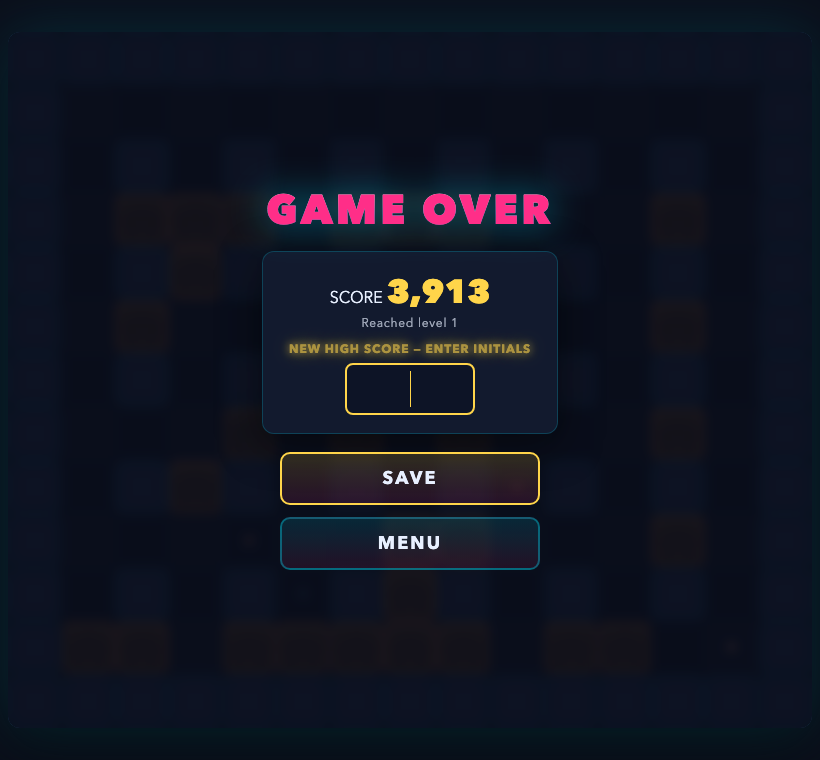 GAME OVER
SCORE 3,913
Reached level 1
NEW HIGH SCORE – ENTER INITIALS
SAVE
MENU